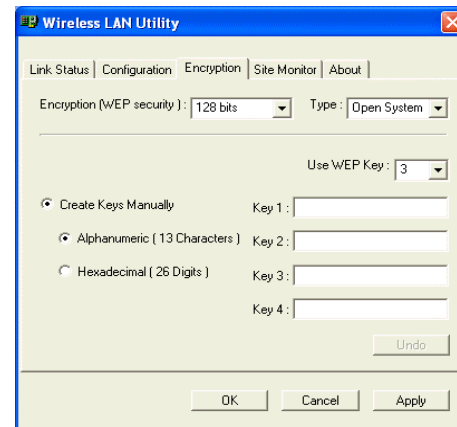 Wireless LAN Utility
Link Status Configuration Encryption Site Monitor About
Encryption (WEP security ) : 128 bits Type : Open System
Use WEP Key : 3
Create Keys Manually Key 1 :
Alphanumeric ( 13 Characters ) Key 2 :
Hexadecimal ( 26 Digits ) Key 3 :
Key 4 :
Undo
OK Cancel Apply